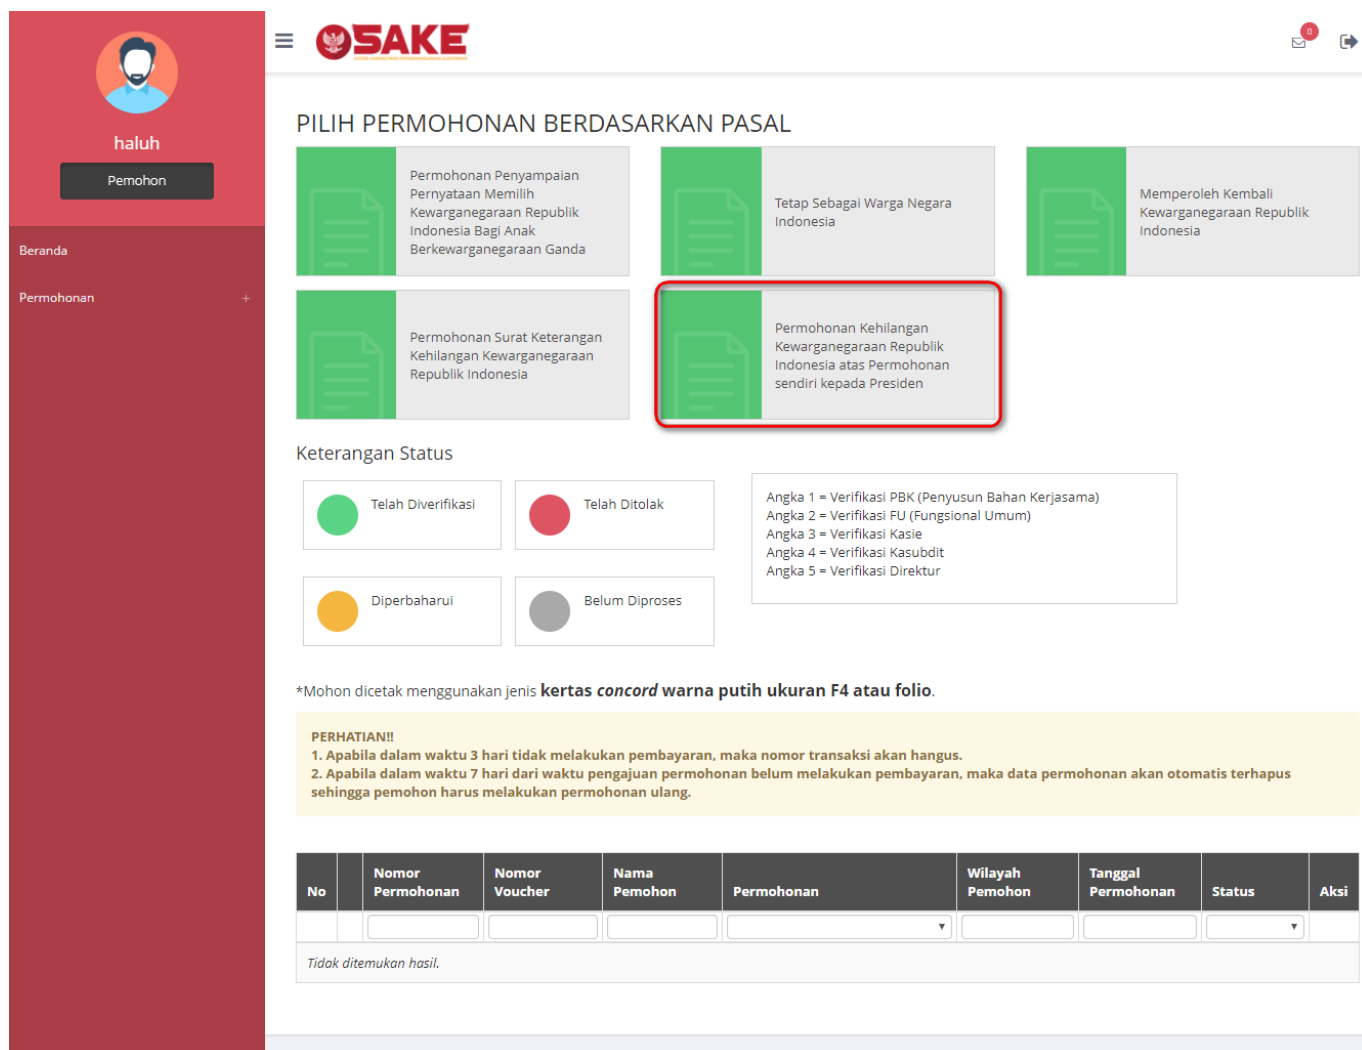 SAKE
0
haluh
Pemohon
Beranda
Permohonan +
PILIH PERMOHONAN BERDASARKAN PASAL
Permohonan Penyampaian
Pernyataan Memilih
Kewarganegaraan Republik
Indonesia Bagi Anak
Berkewarganegaraan Ganda
Tetap Sebagai Warga Negara
Indonesia
Memperoleh Kembali
Kewarganegaraan Republik
Indonesia
Permohonan Surat Keterangan
Kehilangan Kewarganegaraan
Republik Indonesia
Permohonan Kehilangan
Kewarganegaraan Republik
Indonesia atas Permohonan
sendiri kepada Presiden
Keterangan Status
Telah Diverifikasi
Telah Ditolak
Diperbaharui
Belum Diproses
Angka 1 = Verifikasi PBK (Penyusun Bahan Kerjasama)
Angka 2 = Verifikasi FU (Fungsional Umum)
Angka 3 = Verifikasi Kasie
Angka 4 = Verifikasi Kasubdit
Angka 5 = Verifikasi Direktur
*Mohon dicetak menggunakan jenis kertas concord warna putih ukuran F4 atau folio.
PERHATIAN!!
1. Apabila dalam waktu 3 hari tidak melakukan pembayaran, maka nomor transaksi akan hangus.
2. Apabila dalam waktu 7 hari dari waktu pengajuan permohonan belum melakukan pembayaran, maka data permohonan akan otomatis terhapus
sehingga pemohon harus melakukan permohonan ulang.
No
Nomor
Permohonan
Nomor
Voucher
Nama
Pemohon
Permohonan
Wilayah
Pemohon
Tanggal
Permohonan
Status
Aksi
Tidak ditemukan hasil.